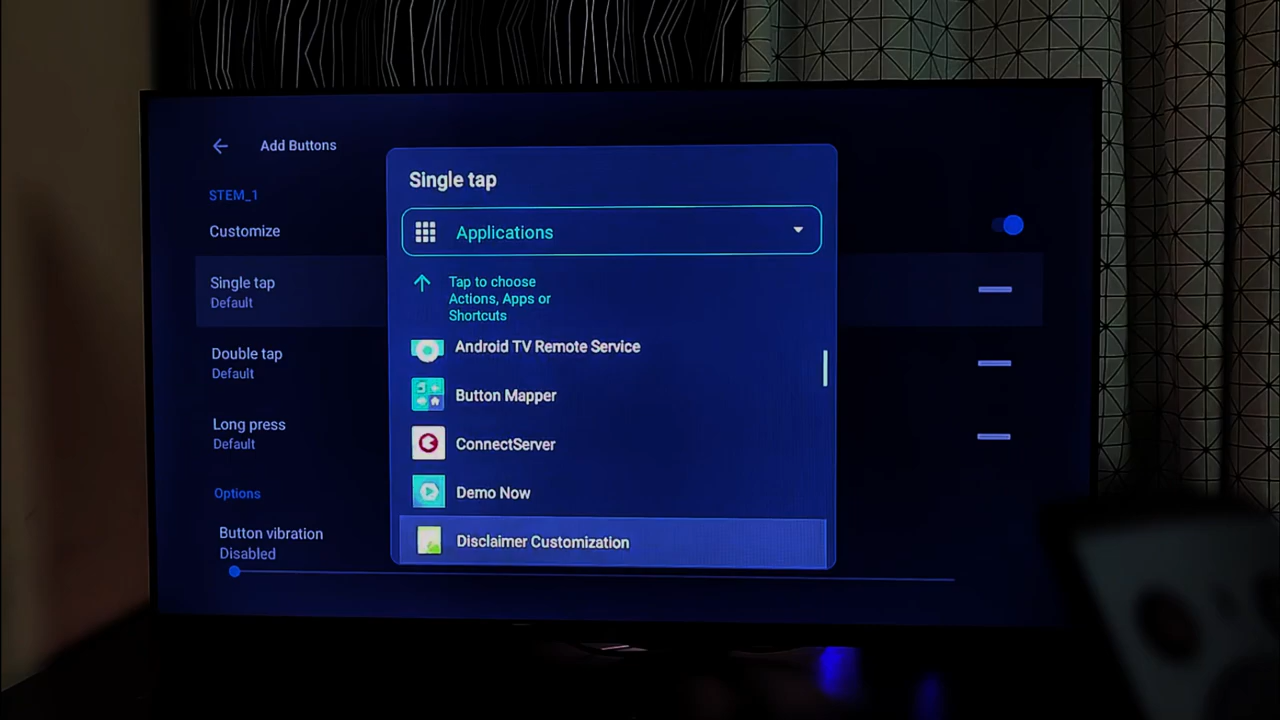 Add Buttons
STEM_1
Customize
Single tap
Default
Double tap
Default
Long press
Default
Options
Button vibration
Disabled
Single tap
Applications
Tap to choose
Actions, Apps or
Shortcuts
Android TV Remote Service
Button Mapper
ConnectServer
Demo Now
Disclaimer Customization